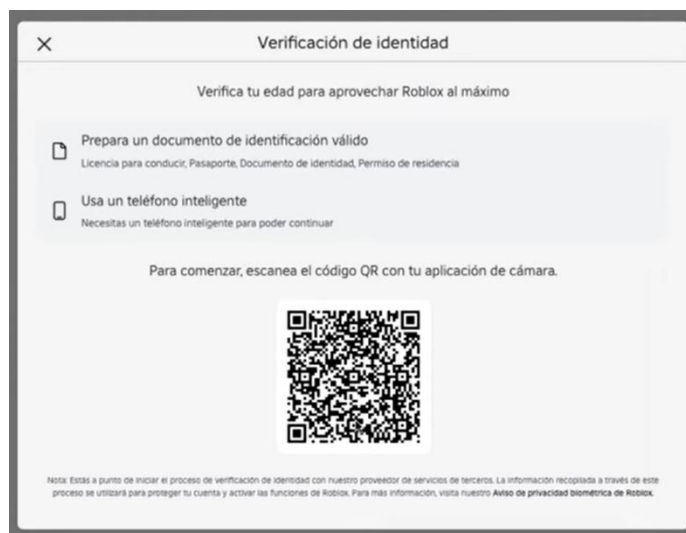 Verificación de identidad
Verifica tu edad para aprovechar Roblox al máximo
Prepara un documento de identificación válido
Licencia para conducir, Pasaporte, Documento de identidad, Permiso de residencia
Usa un teléfono inteligente
Necesitas un teléfono inteligente para poder continuar
Para comenzar, escanea el código QR con tu aplicación de cámara.
Nota: Estás a punto de iniciar el proceso de verificación de identidad con nuestro proveedor de servicios de terceros. La información recopilada a través de este
proceso se utilizará para proteger tu cuenta y activar las funciones de Roblox. Para más información, visita nuestro Aviso de privacidad biométrica de Roblox.